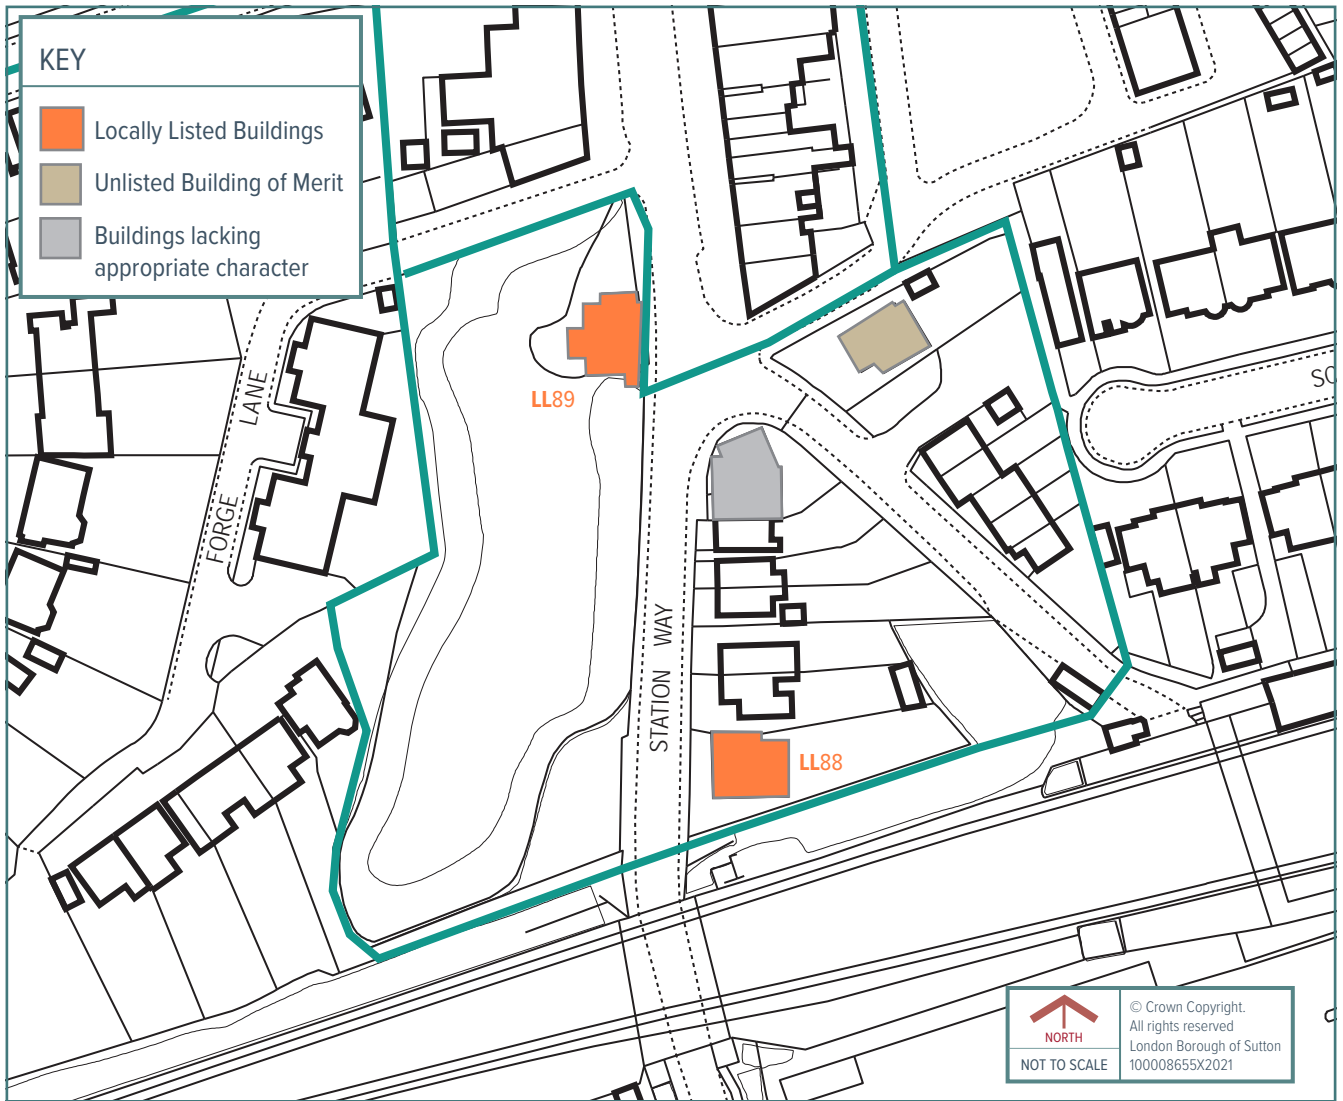 KEY
Locally Listed Buildings
Unlisted Building of Merit
Buildings lacking
appropriate character
LL89
LANE
FORGE
SC
STATION WAY
LL88
NORTH
NOT TO SCALE
© Crown Copyright.
All rights reserved
London Borough of Sutton
100008655X2021